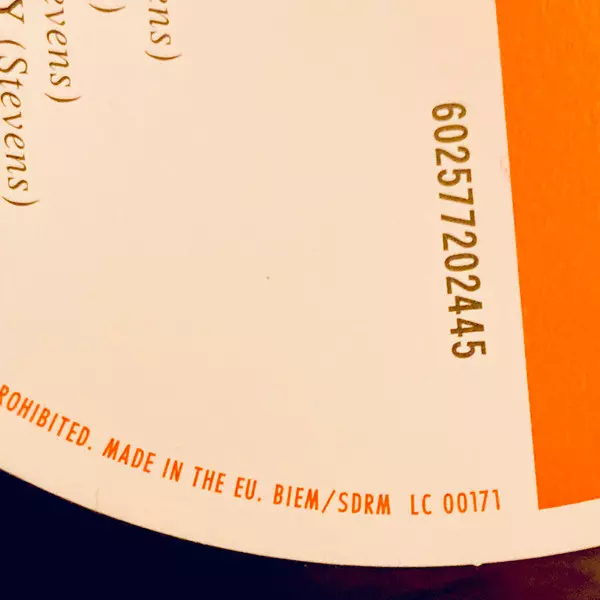 ens)
)
evens)
Y (Stevens)
602577202445
ROHIBITED. MADE IN THE EU. BIEM/SDRM LC 00171